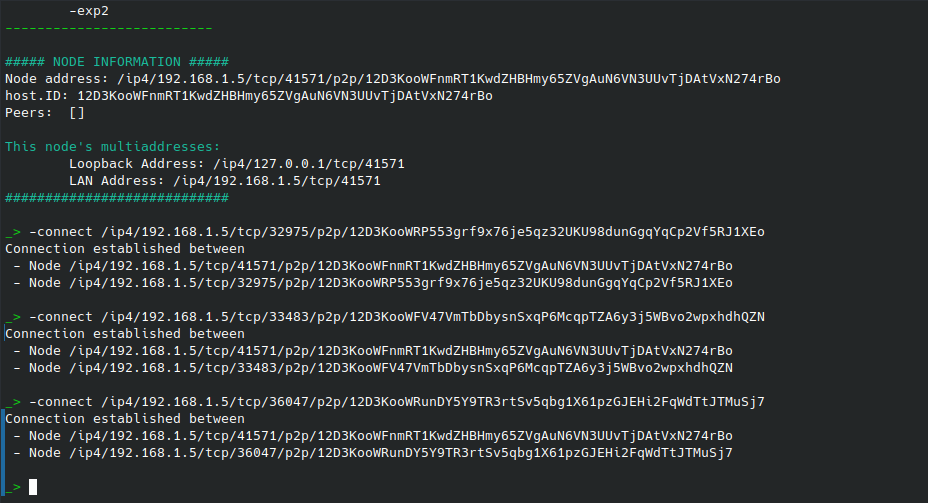 -exp2
--------------------------
##### NODE INFORMATION #####
Node address: /ip4/192.168.1.5/tcp/41571/p2p/12D3KooWFnmRT1KwdZHBHmy65ZVgAuN6VN3UUvTjDAtVxN274rBo
host.ID: 12D3KooWFnmRT1KwdZHBHmy65ZVgAuN6VN3UUvTjDAtVxN274rBo
Peers:  []
This node's multiaddresses:
Loopback Address: /ip4/127.0.0.1/tcp/41571
LAN Address: /ip4/192.168.1.5/tcp/41571
############################
_> -connect /ip4/192.168.1.5/tcp/32975/p2p/12D3KooWRP553grf9x76je5qz32UKU98dunGgqYqCp2Vf5RJ1XEo
Connection established between
- Node /ip4/192.168.1.5/tcp/41571/p2p/12D3KooWFnmRT1KwdZHBHmy65ZVgAuN6VN3UUvTjDAtVxN274rBo
- Node /ip4/192.168.1.5/tcp/32975/p2p/12D3KooWRP553grf9x76je5qz32UKU98dunGgqYqCp2Vf5RJ1XEo
_> -connect /ip4/192.168.1.5/tcp/33483/p2p/12D3KooWFV47VmTbDbysnSxqP6McqpTZA6y3j5WBvo2wpxhdhQZN
Connection established between
- Node /ip4/192.168.1.5/tcp/41571/p2p/12D3KooWFnmRT1KwdZHBHmy65ZVgAuN6VN3UUvTjDAtVxN274rBo
- Node /ip4/192.168.1.5/tcp/33483/p2p/12D3KooWFV47VmTbDbysnSxqP6McqpTZA6y3j5WBvo2wpxhdhQZN
_> -connect /ip4/192.168.1.5/tcp/36047/p2p/12D3KooWRunDY5Y9TR3rtSv5qbg1X61pzGJEHi2FqWdTtJTMuSj7
Connection established between
- Node /ip4/192.168.1.5/tcp/41571/p2p/12D3KooWFnmRT1KwdZHBHmy65ZVgAuN6VN3UUvTjDAtVxN274rBo
- Node /ip4/192.168.1.5/tcp/36047/p2p/12D3KooWRunDY5Y9TR3rtSv5qbg1X61pzGJEHi2FqWdTtJTMuSj7
_>